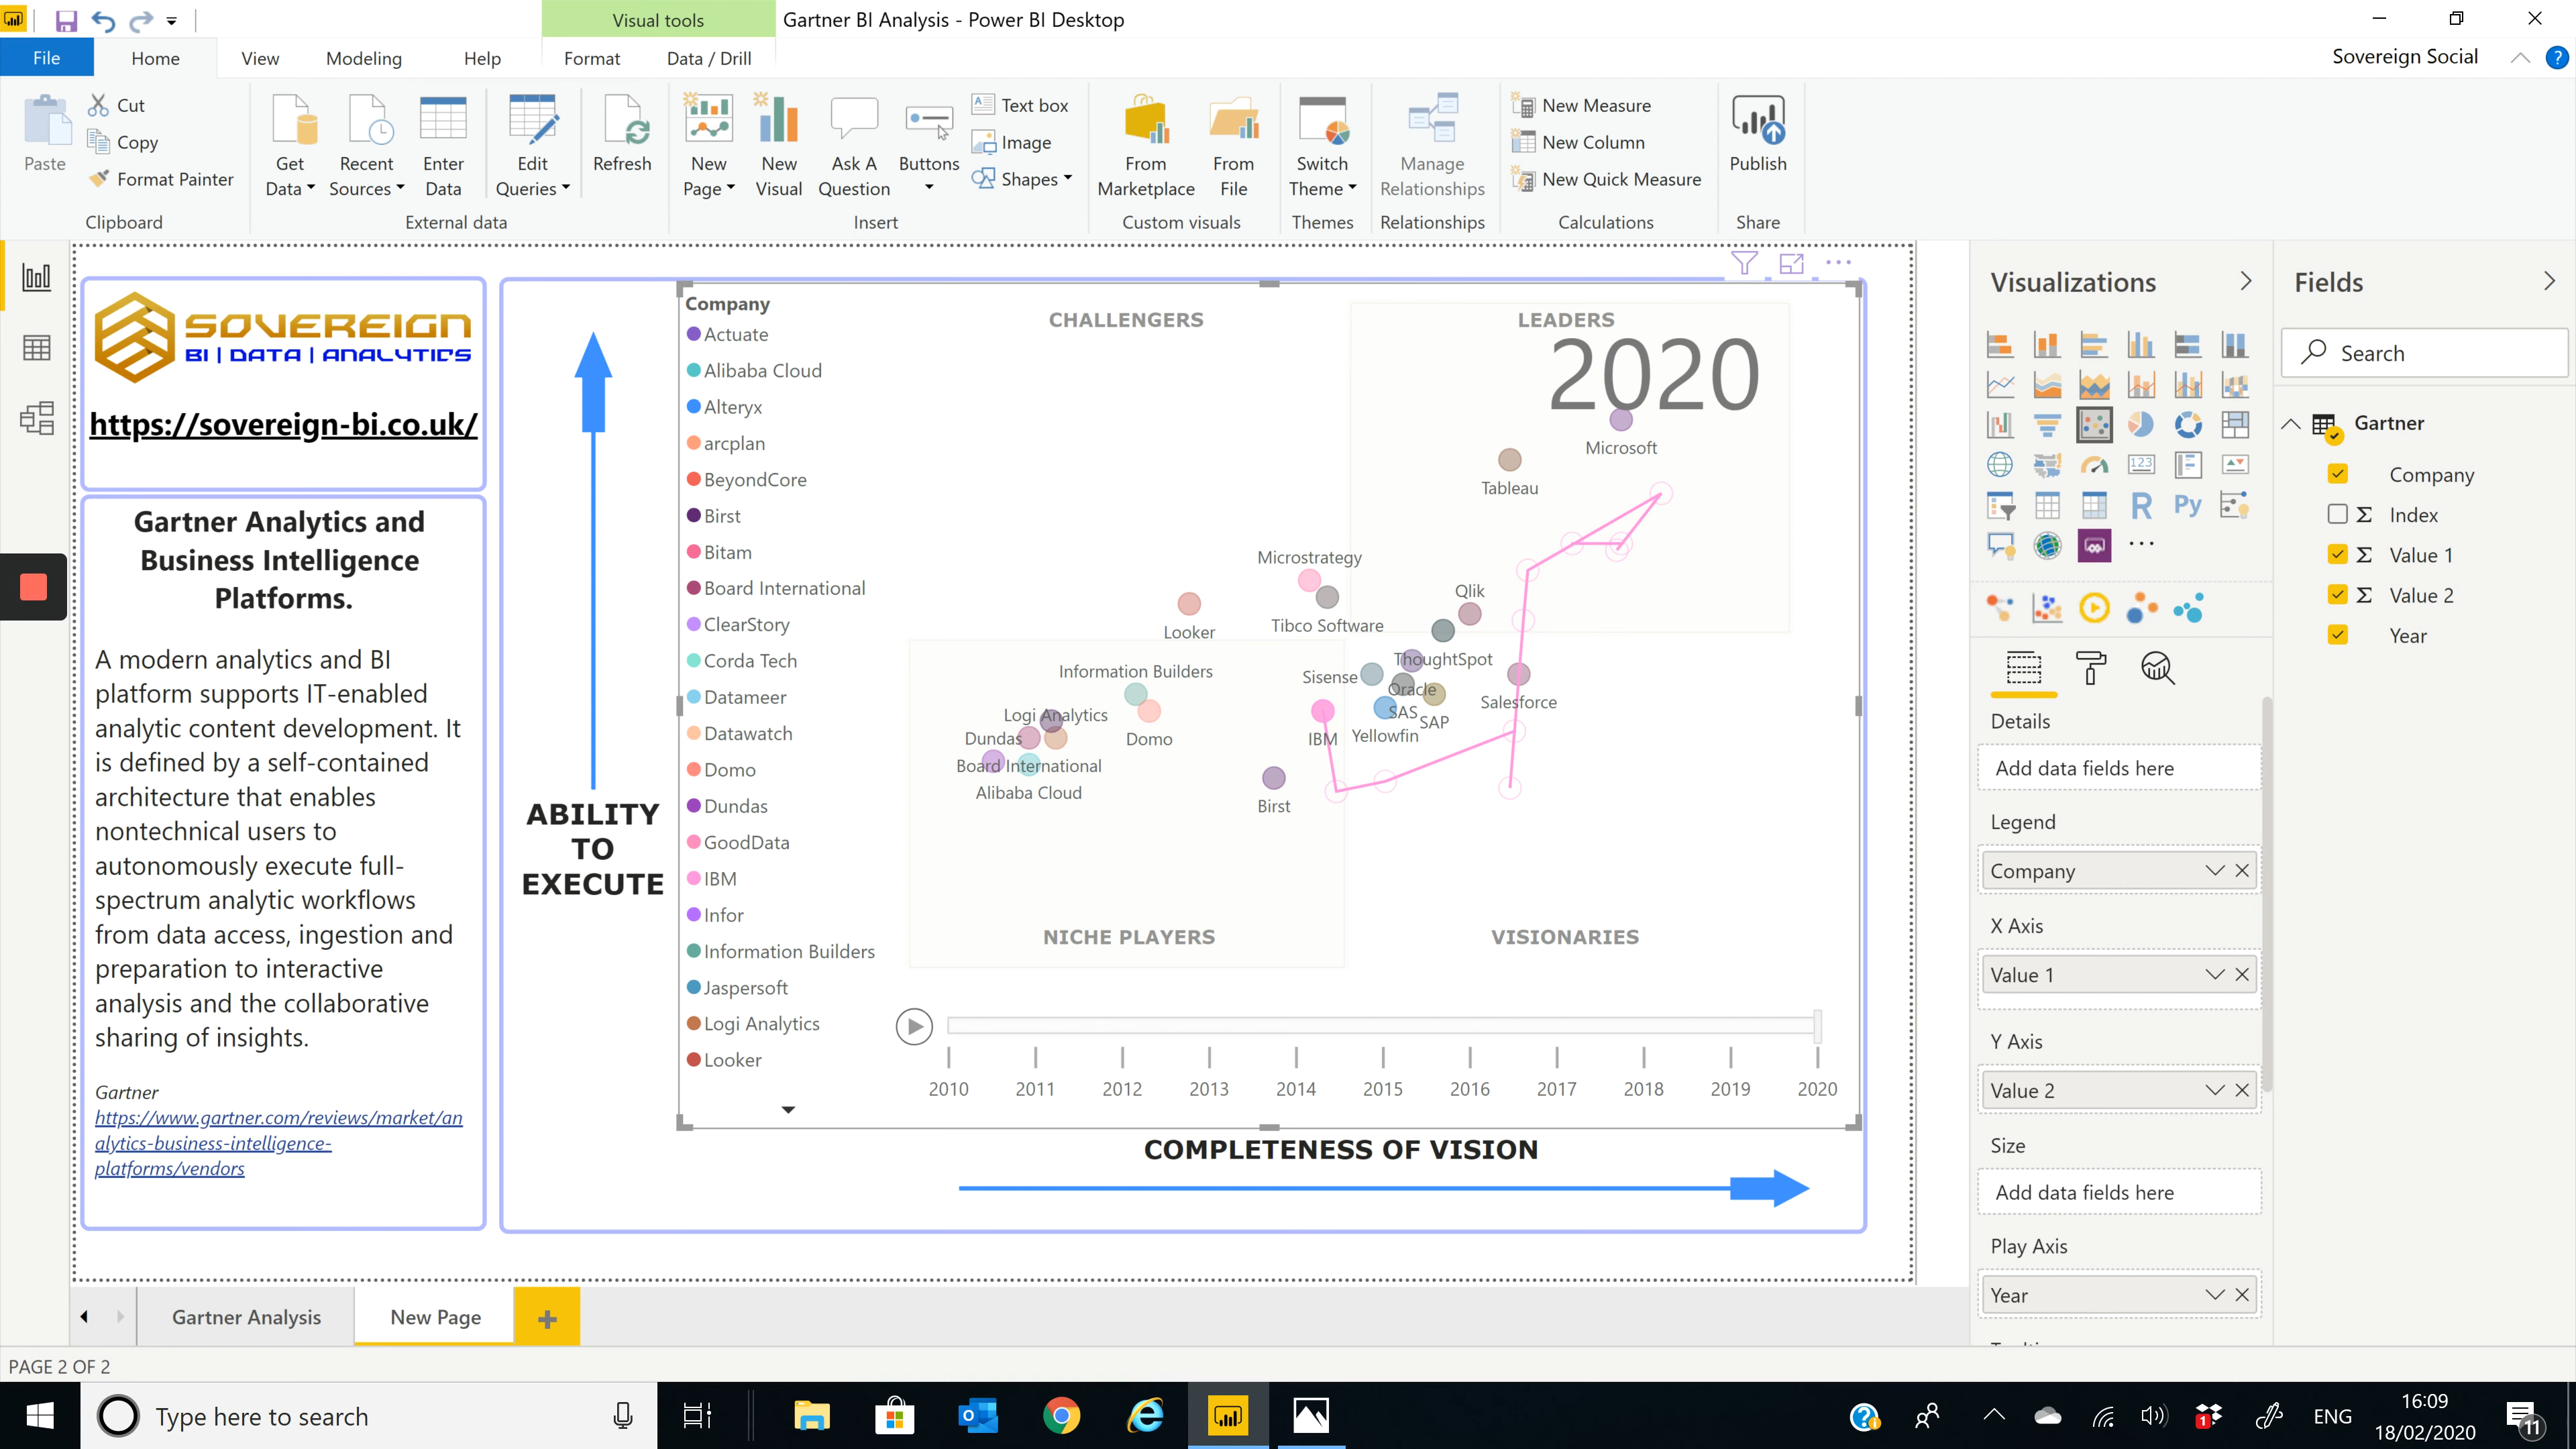 Visual tools
Gartner BI Analysis - Power BI Desktop
File
Home
View
Modeling
Help
Format
Data / Drill
Sovereign Social
?
Paste
Cut
Copy
Format Painter
Clipboard
Get
Data
Recent
Sources
Enter
Data
External data
Edit
Queries
Refresh
New
Page
New
Visual
Ask A
Question
Buttons
Text box
Image
Shapes
Insert
From
Marketplace
From
File
Custom visuals
Switch
Theme
Themes
Manage
Relationships
Relationships
New Measure
New Column
New Quick Measure
Calculations
Publish
Share
SOVEREIGN
BI | DATA | ANALYTICS
https://sovereign-bi.co.uk/
Gartner Analytics and
Business Intelligence
Platforms.
A modern analytics and BI
platform supports IT-enabled
analytic content development. It
is defined by a self-contained
architecture that enables
nontechnical users to
autonomously execute full-
spectrum analytic workflows
from data access, ingestion and
preparation to interactive
analysis and the collaborative
sharing of insights.
Gartner
https://www.gartner.com/reviews/market/an
alytics-business-intelligence-
platforms/vendors
ABILITY
TO
EXECUTE
Company
Actuate
Alibaba Cloud
Alteryx
arcplan
BeyondCore
Birst
Bitam
Board International
ClearStory
Corda Tech
Datameer
Datawatch
Domo
Dundas
GoodData
IBM
Infor
Information Builders
Jaspersoft
Logi Analytics
Looker
CHALLENGERS
LEADERS
2020
Microsoft
Tableau
Microstrategy
Qlik
Looker
Tibco Software
ThoughtSpot
Information Builders
Sisense
Oracle
Salesforce
Logi Analytics
SAS
SAP
Dundas
Domo
IBM
Yellowfin
Board International
Alibaba Cloud
Birst
NICHE PLAYERS
VISIONARIES
2010
2011
2012
2013
2014
2015
2016
2017
2018
2019
2020
COMPLETENESS OF VISION
Visualizations
123
R
Py
Details
Add data fields here
Legend
Company
X Axis
Value 1
Y Axis
Value 2
Size
Add data fields here
Play Axis
Year
Fields
Search
Gartner
Company
Σ Index
Σ Value 1
Σ Value 2
Year
Gartner Analysis
New Page
PAGE 2 OF 2
Type here to search
ENG
16:09
18/02/2020
1
11